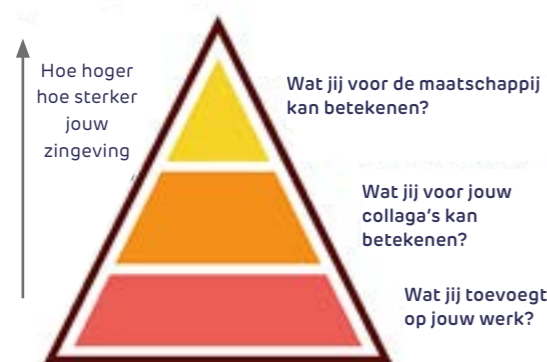 Hoe hoger
hoe sterker
jouw
zingeving
Wat jij voor de maatschappij
kan betekenen?
Wat jij voor jouw
collaga's kan
betekenen?
Wat jij toevoegt
op jouw werk?